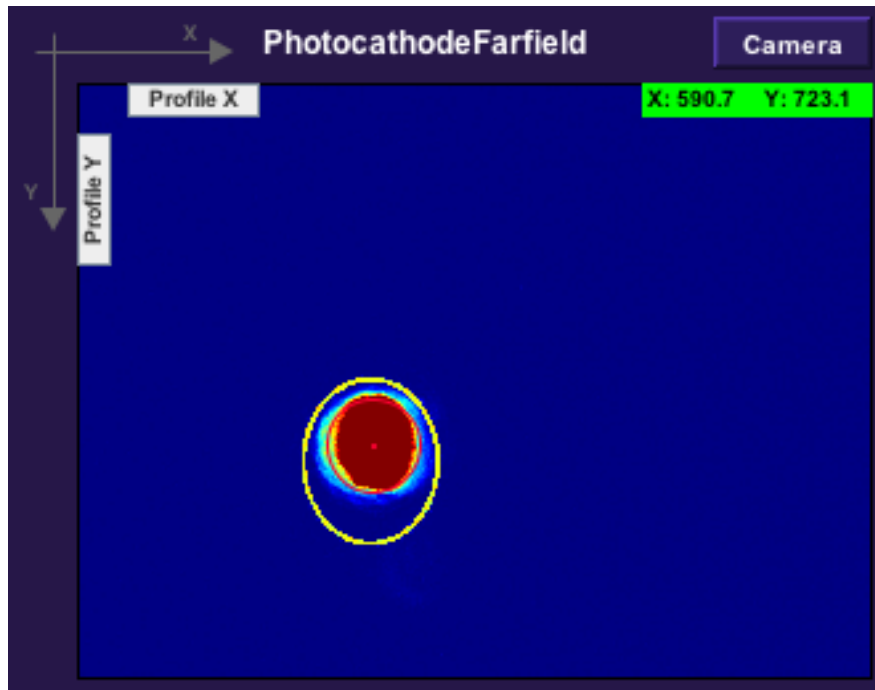 X
PhotocathodeFarfield
Camera
Profile X
X: 590.7 Y: 723.1
Profile Y
Y